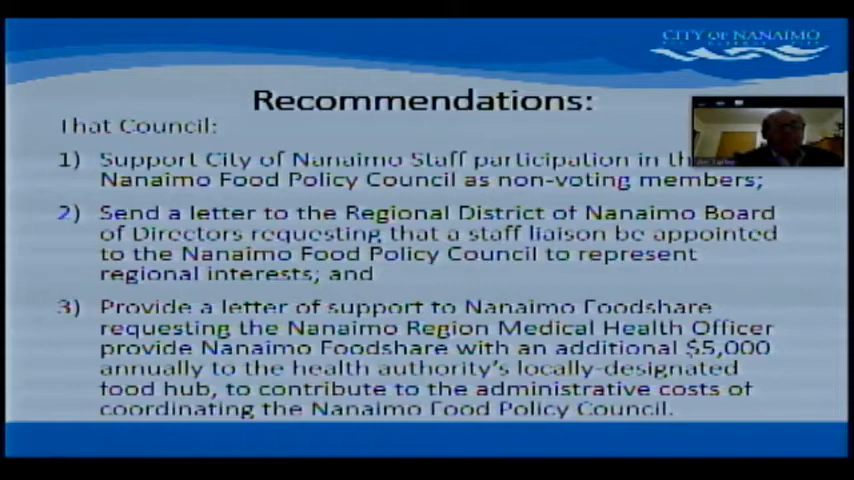 CITY OF NANAIMO
Recommendations:
That Council:
1) Support City of Nanaimo Staff participation in th
Nanaimo Food Policy Council as non-voting members;
2) Send a letter to the Regional District of Nanaimo Board
of Directors requesting that a staff liaison be appointed
to the Nanaimo Food Policy Council to represent
regional interests; and
3) Provide a letter of support to Nanaimo Foodshare
requesting the Nanaimo Region Medical Health Officer
provide Nanaimo Foodshare with an additional $5,000
annually to the health authority's locally-designated
food hub, to contribute to the administrative costs of
coordinating the Nanaimo Food Policy Council.